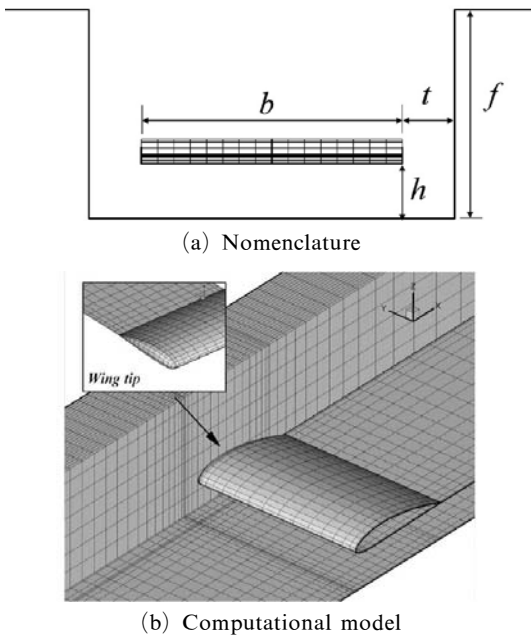 b
t
f
h
(a) Nomenclature
Wing tip
Z
Y
X
(b) Computational model